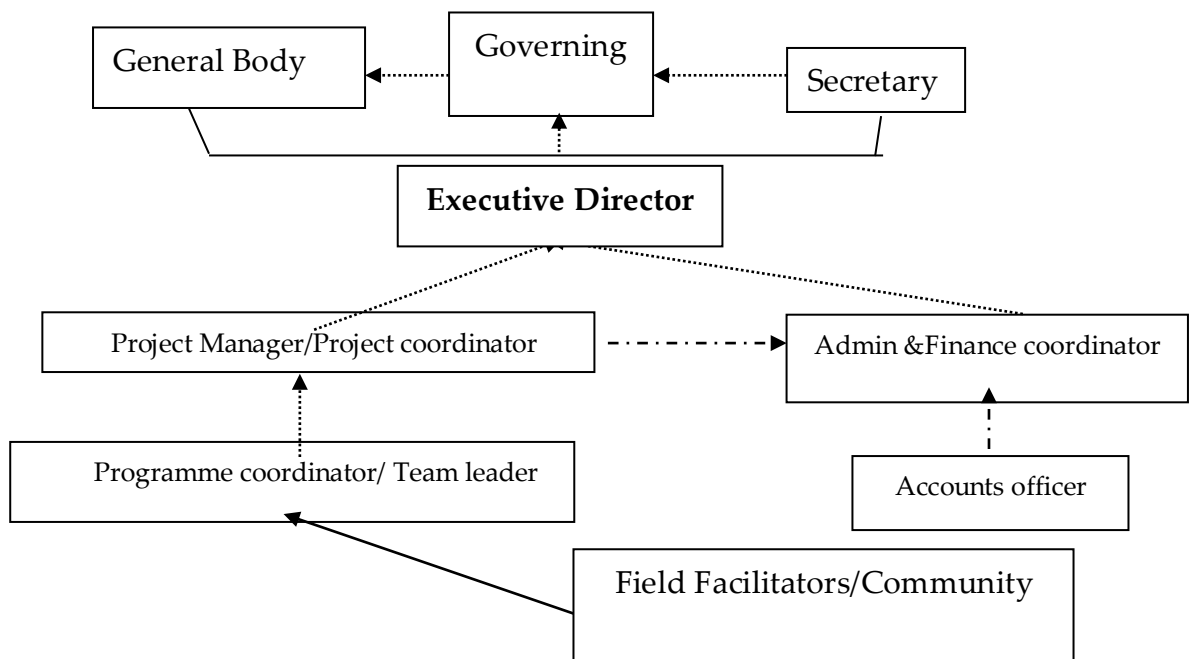 General Body
Governing
Secretary
Executive Director
Project Manager/Project coordinator
Admin &Finance coordinator
Programme coordinator/ Team leader
Accounts officer
Field Facilitators/Community